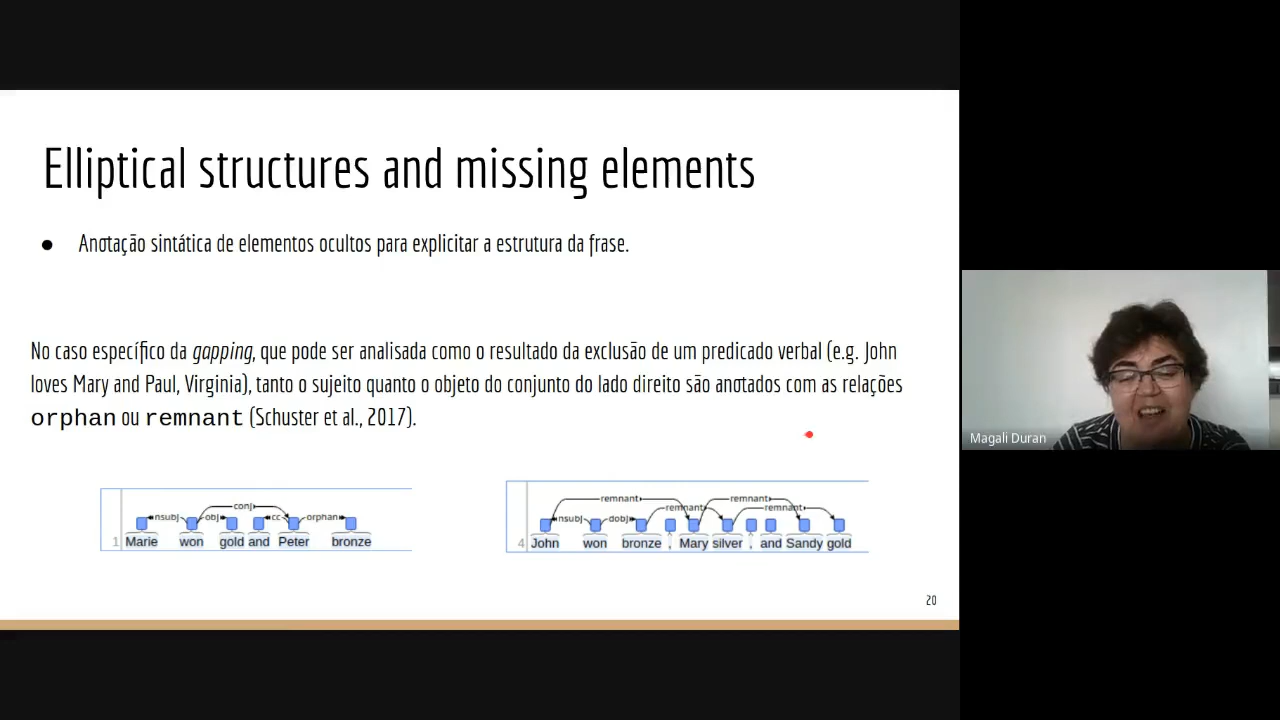 Elliptical structures and missing elements
● Anotação sintática de elementos ocultos para explicitar a estrutura da frase.
No caso específico da gapping, que pode ser analisada como o resultado da exclusão de um predicado verbal (e.g. John
loves Mary and Paul, Virginia), tanto o sujeito quanto o objeto do conjunto do lado direito são anotados com as relações
orphan ou remnant (Schuster et al., 2017).
conj
nsubj obj cc orphan
1 Marie won gold and Peter bronze
remnant remnant
nsubj dobj remnant remnant
4 John won bronze , Mary silver , and Sandy gold
20
Magali Duran